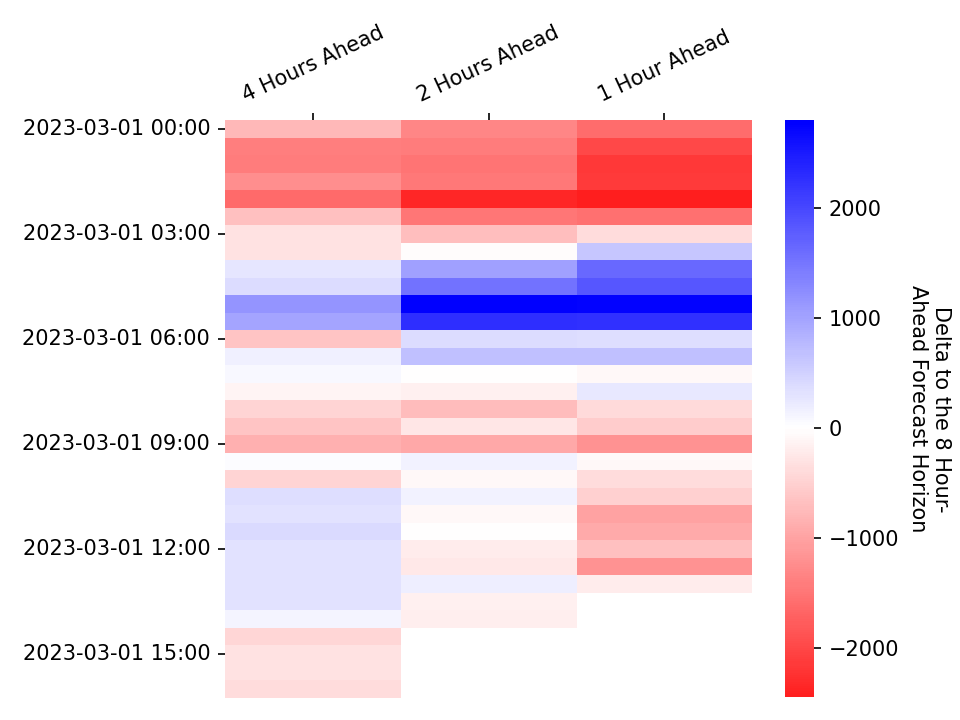 4 Hours Ahead
2 Hours Ahead
1 Hour Ahead
2023-03-01 00:00
2023-03-01 03:00
2023-03-01 06:00
2023-03-01 09:00
2023-03-01 12:00
2023-03-01 15:00
2000
1000
0
−1000
−2000
Delta to the 8 Hour-
Ahead Forecast Horizon